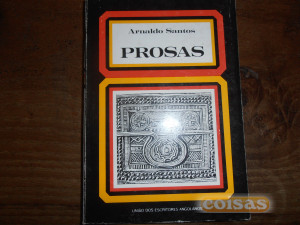 Arnaldo Santos
PROSAS
UNIÃO DOS ESCRITORES ANGOLANOS
coisas